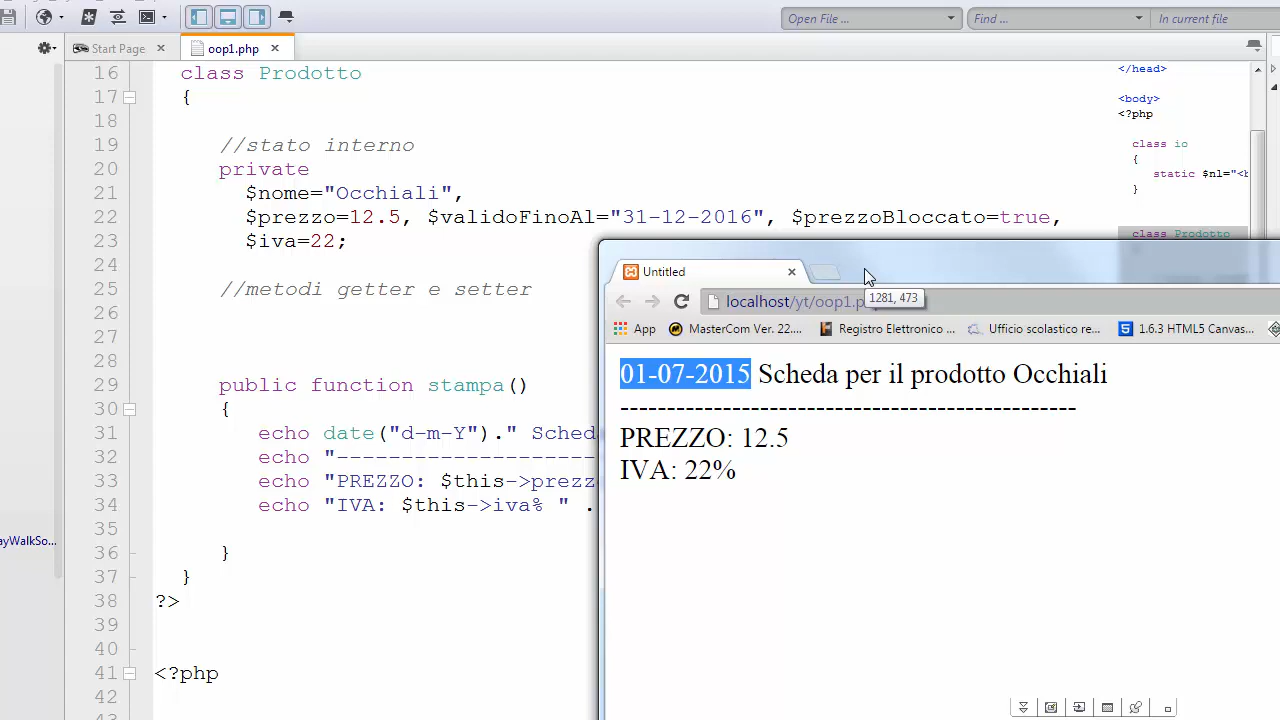 Open File ...
Find ...
In current file
Start Page
oop1.php
16 class Prodotto
17 {
18
19 //stato interno
20 private
21 $nome="Occhiali",
22 $prezzo=12.5, $validoFinoAl="31-12-2016", $prezzoBloccato=true,
23 $iva=22;
24
25 //metodi getter e setter
26
27
28
29 public function stampa()
30 {
31 echo date("d-m-Y")." Sched
32 echo "--------------------
33 echo "PREZZO: $this->prezz
34 echo "IVA: $this->iva% " .
35
36 }
37 }
38 ?>
39
40
41 <?php
42
ayWalkSo...
</head>
<body>
<?php
class io
{
static $nl="<b
}
class Prodotto
Untitled
localhost/yt/oop1.p
1281, 473
App
MasterCom Ver. 22....
Registro Elettronico ...
Ufficio scolastico re...
1.6.3 HTML5 Canvas...
01-07-2015 Scheda per il prodotto Occhiali
-------------------------------------------------
PREZZO: 12.5
IVA: 22%